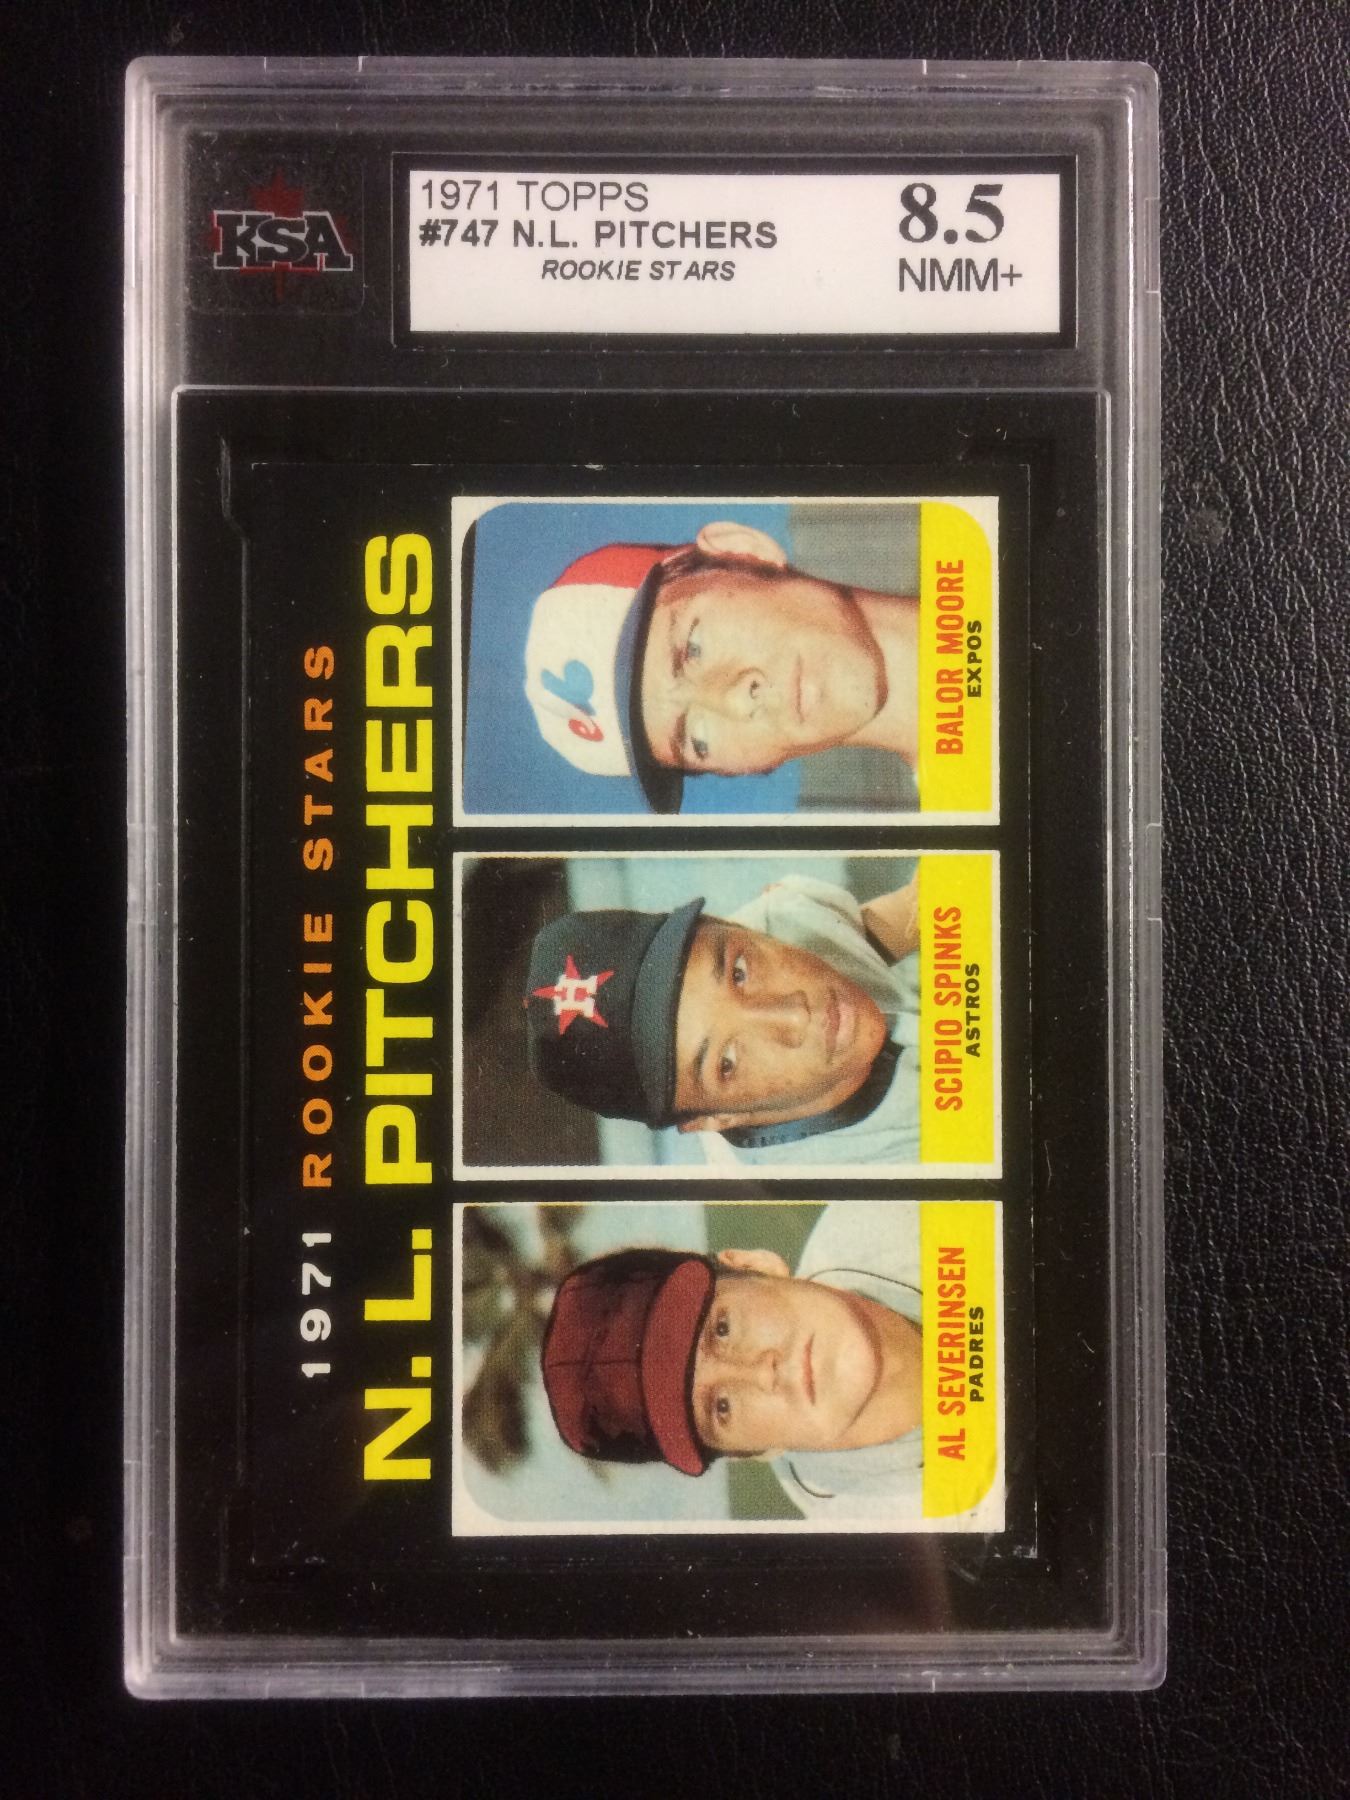 KSA
1971 TOPPS
#747 N.L. PITCHERS
ROOKIE STARS
8.5
NMM+
1971 ROOKIE STARS
N. L. PITCHERS
AL SEVERINSEN
PADRES
H
SCIPIO SPINKS
ASTROS
eb
BALOR MOORE
EXPOS